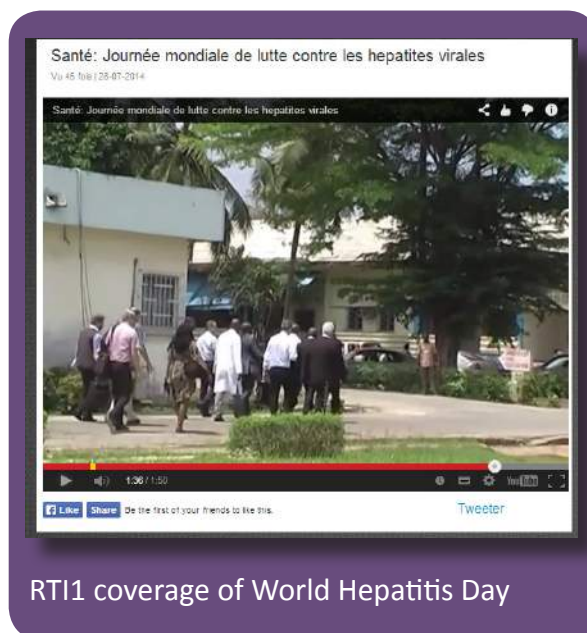 Santé: Journée mondiale de lutte contre les hepatites virales
Vu 45 fois | 28-07-2014
Santé: Journée mondiale de lutte contre les hepatites virales
1:36 / 1:50
YouTube
Like Share Be the first of your friends to like this.
Tweeter
RTI1 coverage of World Hepatitis Day